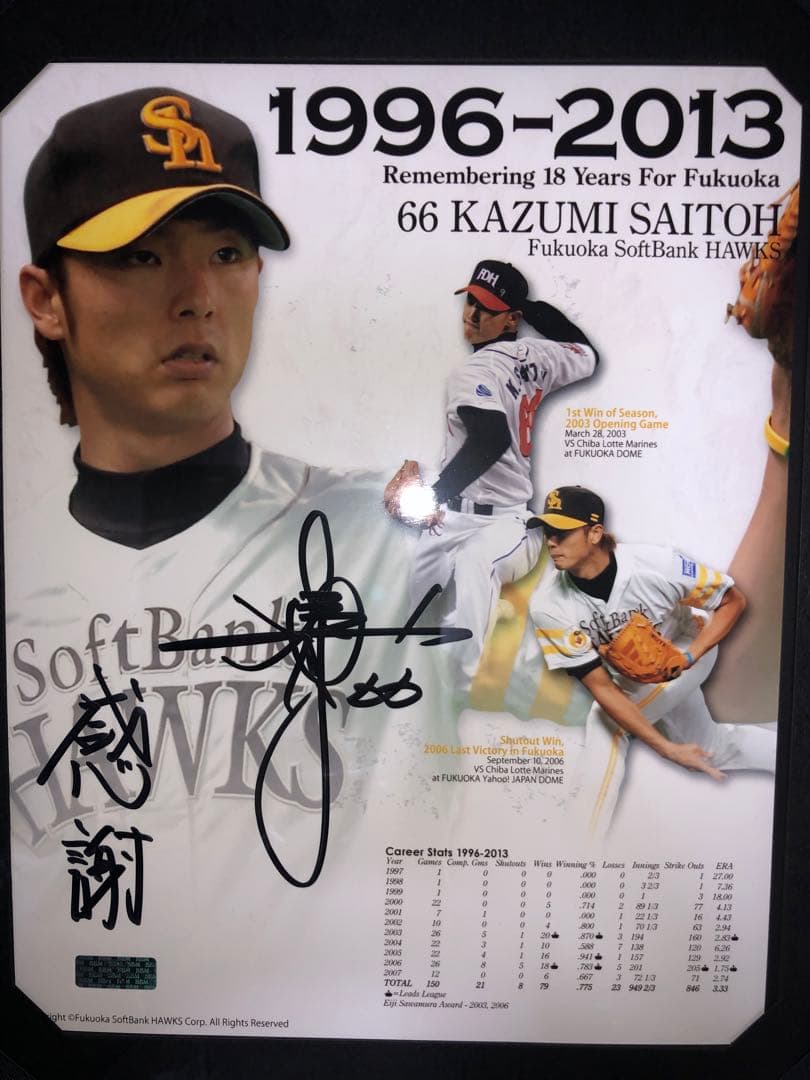 1996-2013
Remembering 18 Years For Fukuoka
66 KAZUMI SAITOH
Fukuoka SoftBank HAWKS
Sh
FDH
9
1st Win of Season,
2003 Opening Game
March 28, 2003
VS Chiba Lotte Marines
at FUKUOKA DOME
Sh
SoftBank
SoftBank
HAWKS
66
感謝
Shutout Win,
2006 Last Victory in Fukuoka
September 10, 2006
VS Chiba Lotte Marines
at FUKUOKA Yahoo! JAPAN DOME
Career Stats 1996-2013
Year Games Comp. Gms Shutouts Wins Winning % Losses Innings Strike Outs ERA
1997 1 0 0 0 .000 0 2/3 1 27.00
1998 1 0 0 0 .000 0 3 2/3 1 7.36
1999 1 0 0 0 .000 0 1 3 18.00
2000 22 0 0 5 .714 2 89 1/3 77 4.13
2001 7 1 0 0 .000 1 22 1/3 16 4.43
2002 10 0 0 4 .800 1 70 1/3 63 2.94
2003 26 5 1 20 .870 3 194 160 2.83
2004 22 3 1 10 .588 7 138 120 6.26
2005 22 4 1 16 .941 1 157 129 2.92
2006 26 8 5 18 .783 5 201 205 1.75
2007 12 0 0 6 .667 3 72 1/3 71 2.74
TOTAL 150 21 8 79 .775 23 949 2/3 846 3.33
=Leads League
Eiji Sawamura Award - 2003, 2006
ight ©Fukuoka SoftBank HAWKS Corp. All Rights Reserved